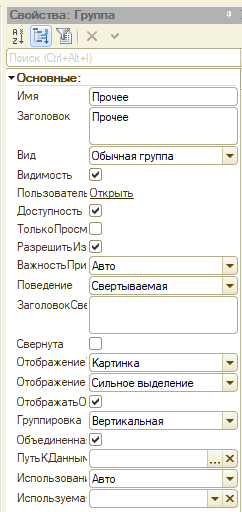 Свойства: Группа
Поиск (Ctrl+Alt+I)
Основные:
Имя Прочее
Заголовок Прочее
Вид Обычная группа
Видимость
Пользователь Открыть
Доступность
ТолькоПросм
РазрешитьИз
ВажностьПри Авто
Поведение Свертываемая
ЗаголовокСве
Свернута
Отображение Картинка
Отображение Сильное выделение
ОтображатьО
Группировка Вертикальная
Объединенна
ПутьКДанным ...
Использовани Авто
Используема